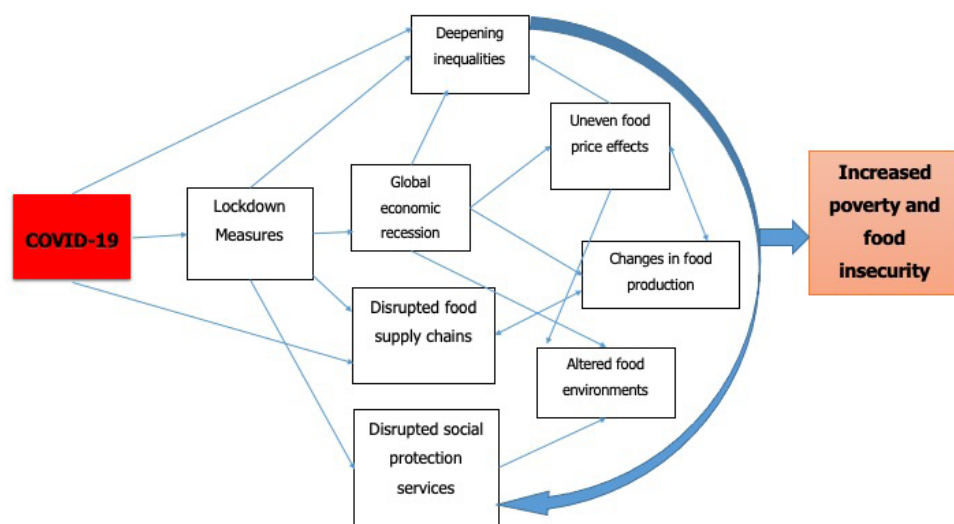 Deepening
inequalities
Uneven food
price effects
Global
economic
recession
Lockdown
Measures
COVID-19
Increased
poverty and
food
insecurity
Changes in food
production
Disrupted food
supply chains
Altered food
environments
Disrupted social
protection
services